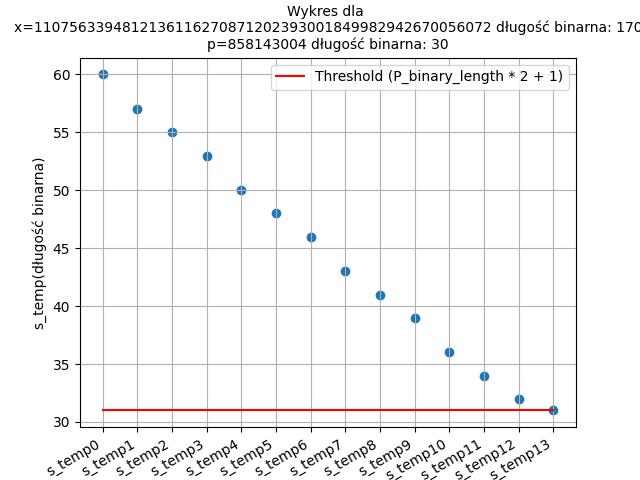 Wykres dla
x=1107563394812136116270871202393001849982942670056072 długość binarna: 170
p=858143004 długość binarna: 30
Threshold (P_binary_length * 2 + 1)
s_temp(długość binarna)
60
55
50
45
40
35
30
s_temp0
s_temp1
s_temp2
s_temp3
s_temp4
s_temp5
s_temp6
s_temp7
s_temp8
s_temp9
s_temp10
s_temp11
s_temp12
s_temp13